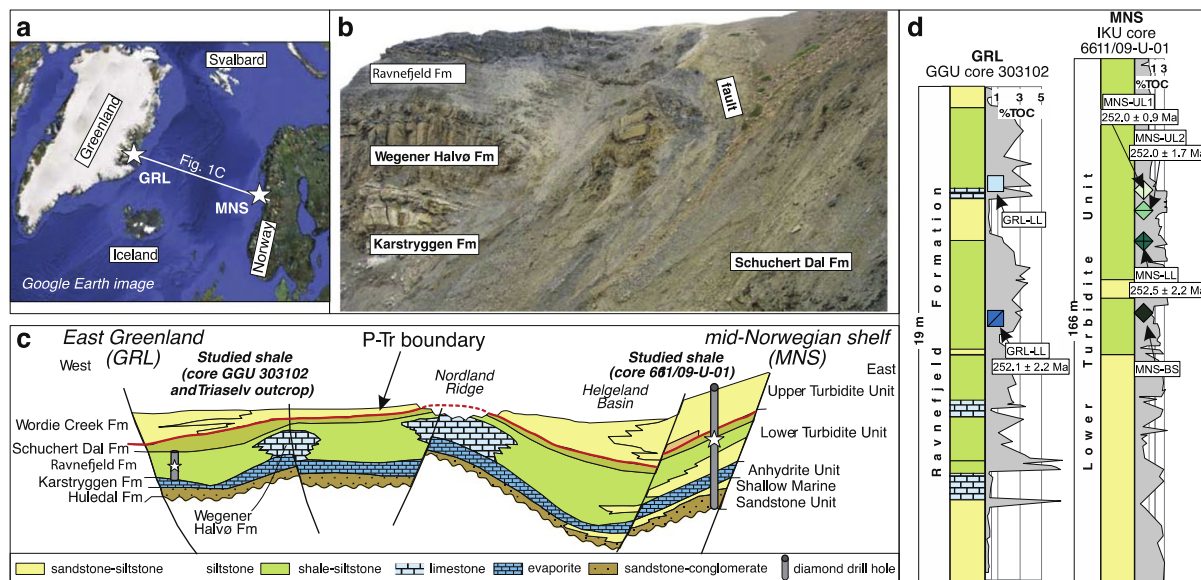 a
Svalbard
Greenland
Fig. 1C
GRL
MNS
Norway
Iceland
Google Earth image
b
Ravnefjeld Fm
fault
Wegener Halvø Fm
Karstryggen Fm
Schuchert Dal Fm
c
East Greenland
(GRL)
West
Studied shale
(core GGU 303102
andTriaselv outcrop)
P-Tr boundary
Nordland
Ridge
Helgeland
Basin
Studied shale
(core 6611/09-U-01)
mid-Norwegian shelf
(MNS)
East
Wordie Creek Fm
Schuchert Dal Fm
Ravnefjeld Fm
Karstryggen Fm
Huledal Fm
Wegener
Halvø Fm
Upper Turbidite Unit
Lower Turbidite Unit
Anhydrite Unit
Shallow Marine
Sandstone Unit
sandstone-siltstone
siltstone
shale-siltstone
limestone
evaporite
sandstone-conglomerate
diamond drill hole
d
GRL
GGU core 303102
1 3 5
%TOC
19 m
Ravnefjeld Formation
GRL-LL
GRL-LL
252.1 ± 2.2 Ma
MNS
IKU core
6611/09-U-01
1 3
%TOC
166 m
Lower Turbidite Unit
MNS-UL1
252.0 ± 0.9 Ma
MNS-UL2
252.0 ± 1.7 Ma
MNS-LL
252.5 ± 2.2 Ma
MNS-BS